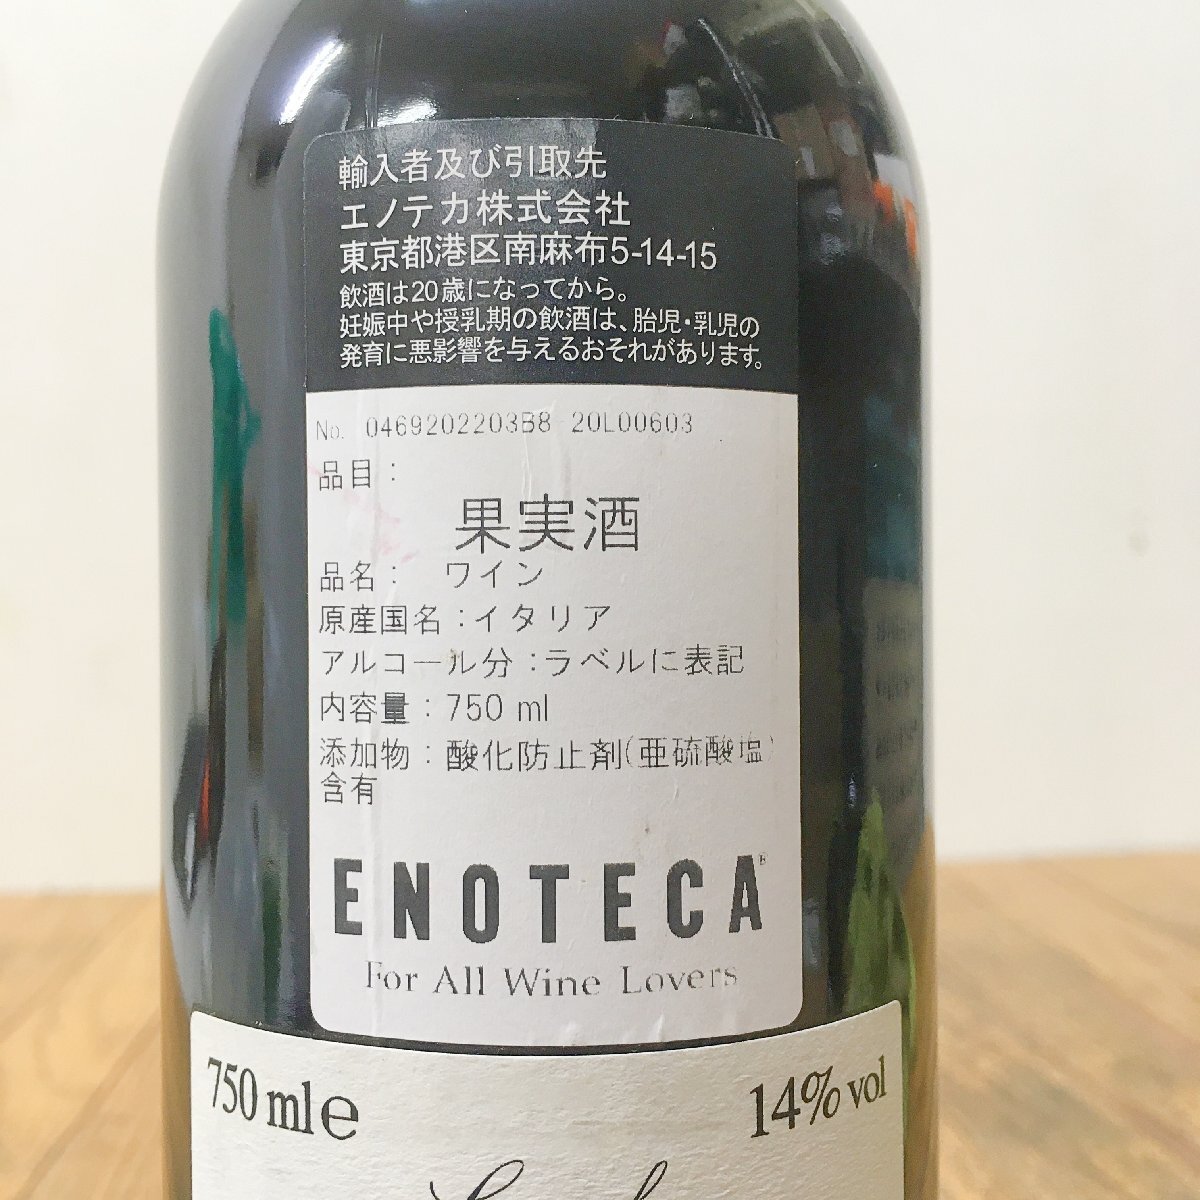 輸入者及び引取先
エノテカ株式会社
東京都港区南麻布5-14-15
飲酒は20歳になってから。
妊娠中や授乳期の飲酒は、胎児・乳児の
発育に悪影響を与えるおそれがあります。
No. 0469202203B8 20L00603
品目：
果実酒
品名： ワイン
原産国名：イタリア
アルコール分：ラベルに表記
内容量：750 ml
添加物：酸化防止剤(亜硫酸塩)
含有
ENOTECA®
For All Wine Lovers
750 ml e
14% vol